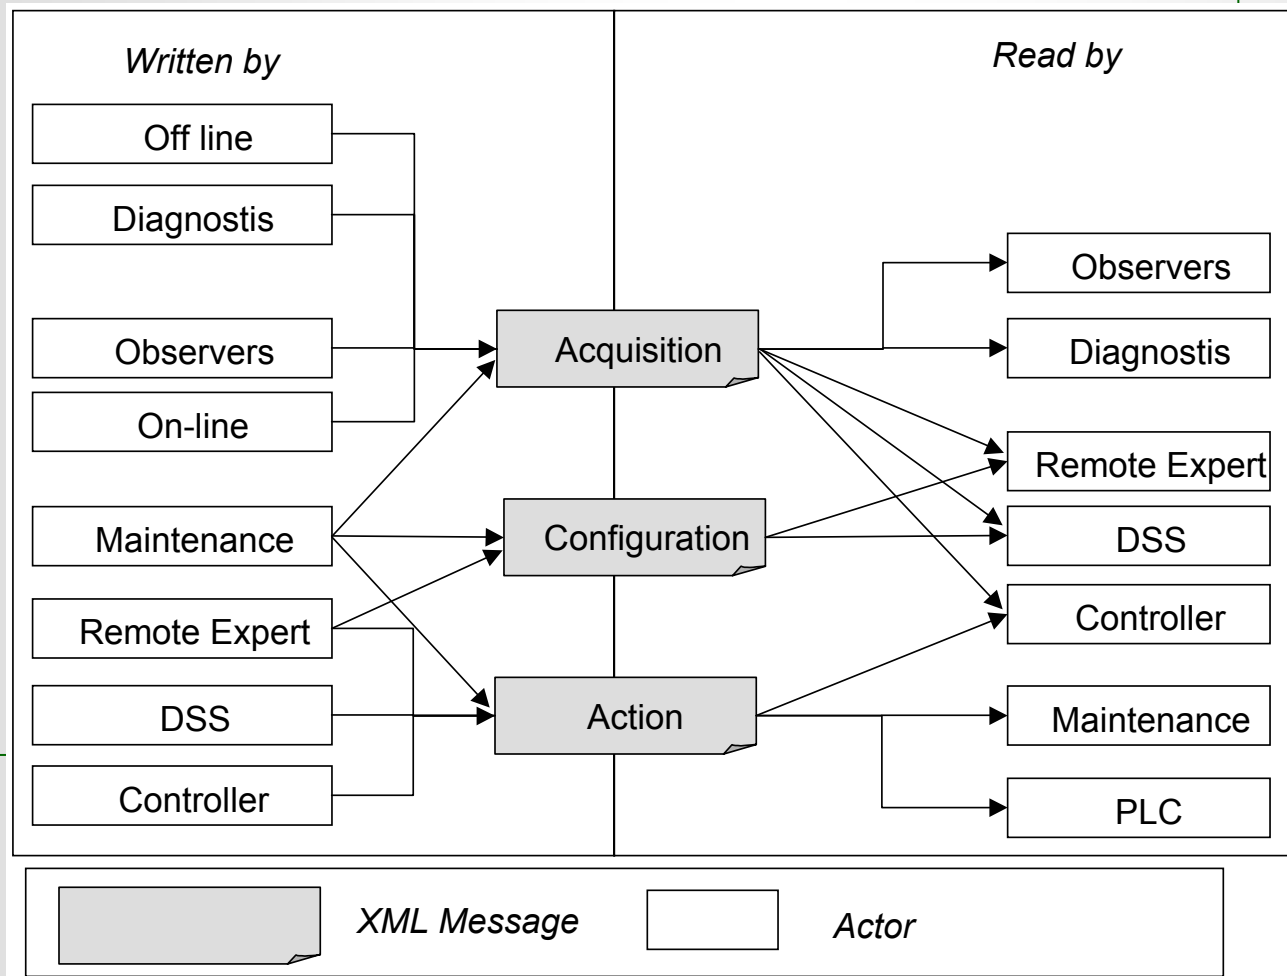 Written by
Read by
Off line
Diagnostis
Observers
On-line
Maintenance
Remote Expert
DSS
Controller
Acquisition
Configuration
Action
Observers
Diagnostis
Remote Expert
DSS
Controller
Maintenance
PLC
XML Message
Actor